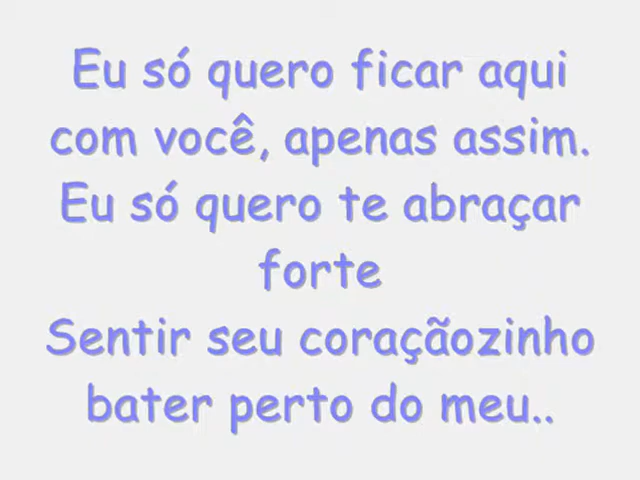 Eu só quero ficar aqui
com você, apenas assim.
Eu só quero te abraçar
forte
Sentir seu coraçãozinho
bater perto do meu..